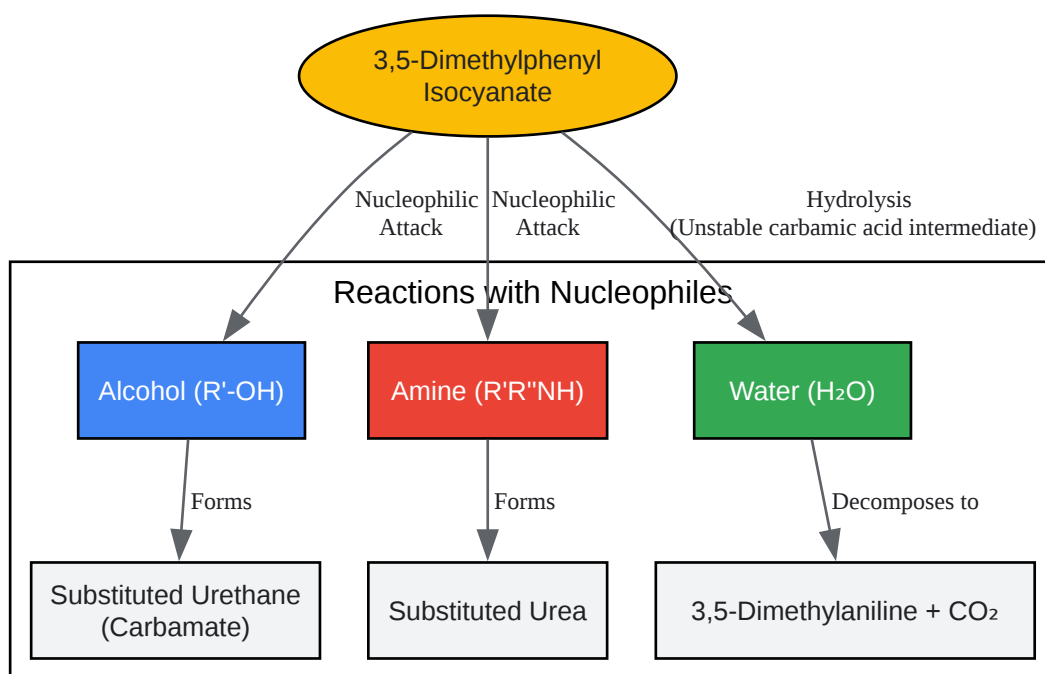 3,5-Dimethylphenyl
Isocyanate
Nucleophilic
Attack
Nucleophilic
Attack
Hydrolysis
(Unstable carbamic acid intermediate)
Reactions with Nucleophiles
Alcohol (R'-OH)
Amine (R'R"NH)
Water (H₂O)
Forms
Forms
Decomposes to
Substituted Urethane
(Carbamate)
Substituted Urea
3,5-Dimethylaniline + CO₂